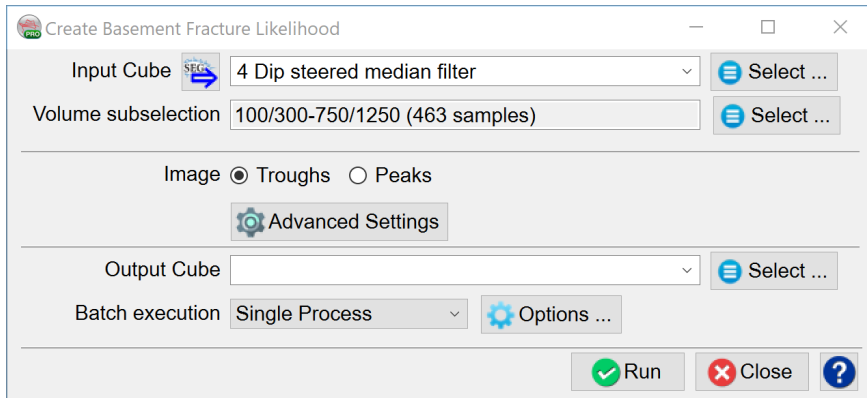 PRO Create Basement Fracture Likelihood
Input Cube SEG 4 Dip steered median filter Select ...
Volume subselection 100/300-750/1250 (463 samples) Select ...
Image Troughs Peaks
Advanced Settings
Output Cube Select ...
Batch execution Single Process Options ...
Run Close ?